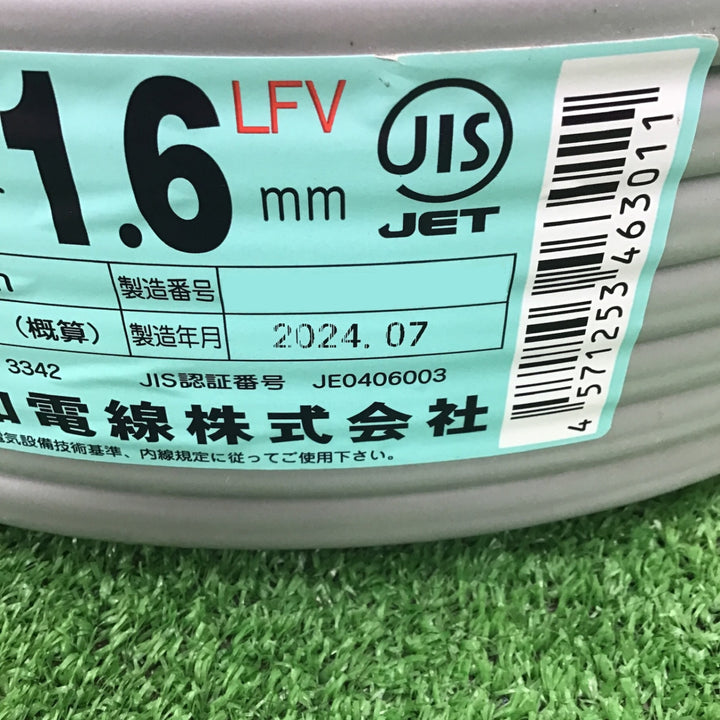 1.6 mm LFV
JIS
JET
製造番号
(概算) 製造年月 2024.07
3342 JIS認証番号 JE0406003
電線株式会社
気設備技術基準、内線規定に従ってご使用下さい。
4571253463011